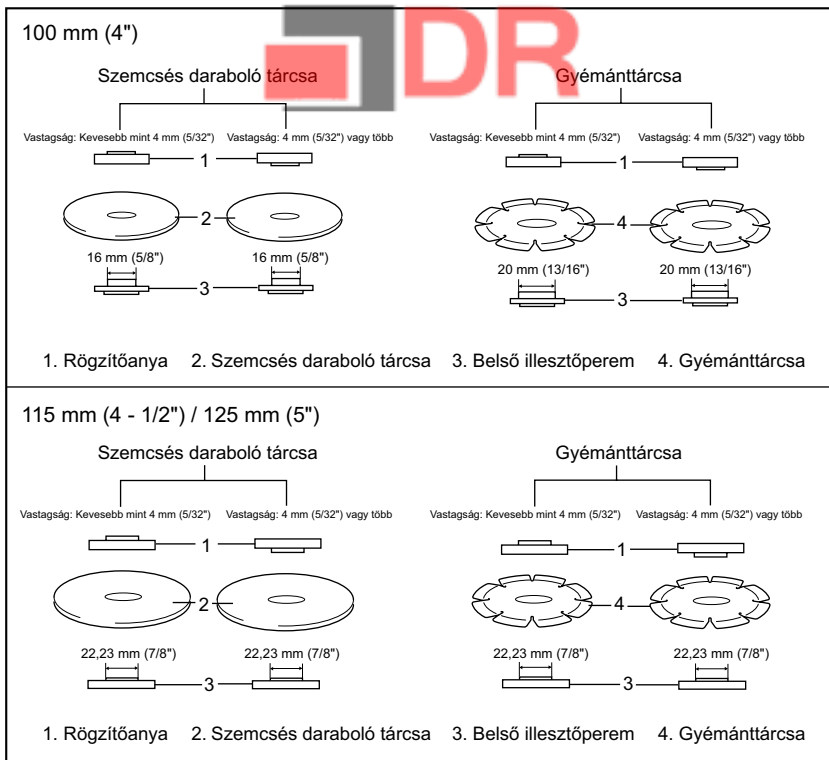 DR
100 mm (4")
Szemcsés daraboló tárcsa
Gyémánttárcsa
Vastagság: Kevesebb mint 4 mm (5/32") Vastagság: 4 mm (5/32") vagy több
Vastagság: Kevesebb mint 4 mm (5/32") Vastagság: 4 mm (5/32") vagy több
1
1
2
4
16 mm (5/8") 16 mm (5/8")
20 mm (13/16") 20 mm (13/16")
3
3
1. Rögzítőanya 2. Szemcsés daraboló tárcsa 3. Belső illesztőperem 4. Gyémánttárcsa
115 mm (4 - 1/2") / 125 mm (5")
Szemcsés daraboló tárcsa
Gyémánttárcsa
Vastagság: Kevesebb mint 4 mm (5/32") Vastagság: 4 mm (5/32") vagy több
Vastagság: Kevesebb mint 4 mm (5/32") Vastagság: 4 mm (5/32") vagy több
1
1
2
4
22,23 mm (7/8") 22,23 mm (7/8")
22,23 mm (7/8") 22,23 mm (7/8")
3
3
1. Rögzítőanya 2. Szemcsés daraboló tárcsa 3. Belső illesztőperem 4. Gyémánttárcsa